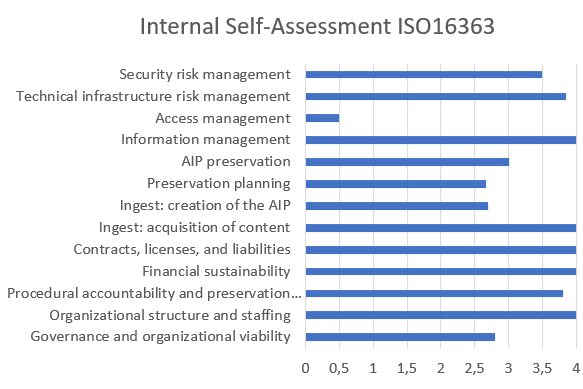 Internal Self-Assessment ISO16363
Security risk management
Technical infrastructure risk management
Access management
Information management
AIP preservation
Preservation planning
Ingest: creation of the AIP
Ingest: acquisition of content
Contracts, licenses, and liabilities
Financial sustainability
Procedural accountability and preservation…
Organizational structure and staffing
Governance and organizational viability
0 0,5 1 1,5 2 2,5 3 3,5 4